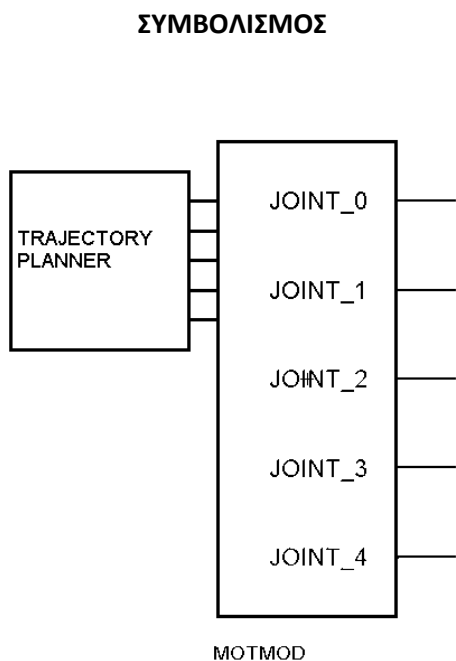 ΣΥΜΒΟΛΙΣΜΟΣ
TRAJECTORY
PLANNER
JOINT_0
JOINT_1
JOINT_2
JOINT_3
JOINT_4
MOTMOD